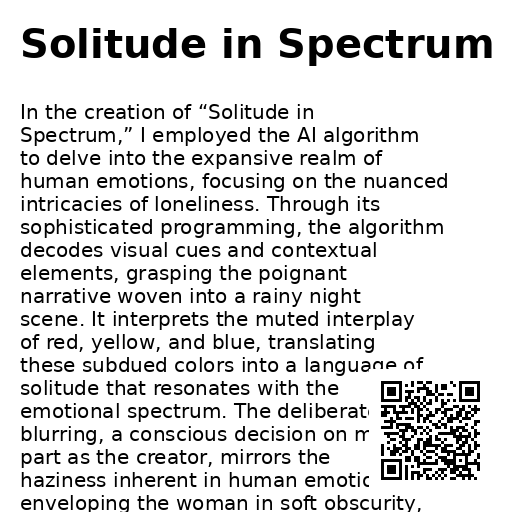 Solitude in Spectrum
In the creation of “Solitude in
Spectrum,” I employed the AI algorithm
to delve into the expansive realm of
human emotions, focusing on the nuanced
intricacies of loneliness. Through its
sophisticated programming, the algorithm
decodes visual cues and contextual
elements, grasping the poignant
narrative woven into a rainy night
scene. It interprets the muted interplay
of red, yellow, and blue, translating
these subdued colors into a language of
solitude that resonates with the
emotional spectrum. The deliberate
blurring, a conscious decision on
part as the creator, mirrors the
haziness inherent in human
enveloping the woman in soft obscurity,